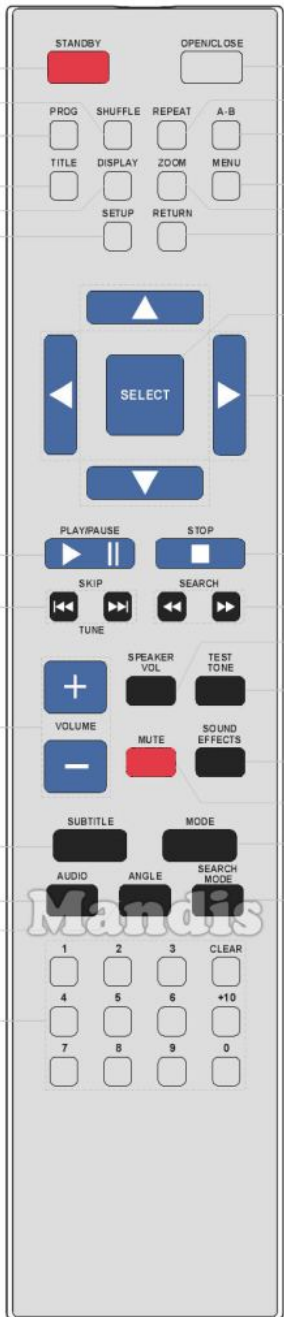 STANDBY OPEN/CLOSE
PROG SHUFFLE REPEAT A-B
TITLE DISPLAY ZOOM MENU
SETUP RETURN
SELECT
PLAY/PAUSE STOP
SKIP SEARCH
TUNE
SPEAKER VOL TEST TONE
VOLUME
MUTE SOUND EFFECTS
SUBTITLE MODE
AUDIO ANGLE SEARCH MODE
Mandis
1 2 3 CLEAR
4 5 6 +10
7 8 9 0